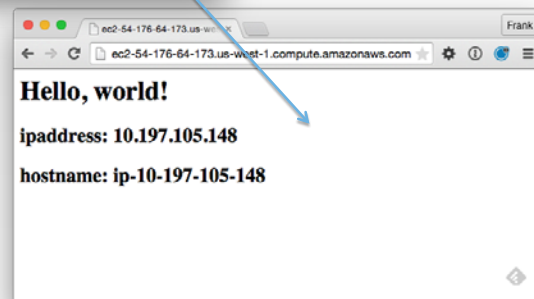 ec2-54-176-64-173.us-we
Frank
ec2-54-176-64-173.us-west-1.compute.amazonaws.com
Hello, world!
ipaddress: 10.197.105.148
hostname: ip-10-197-105-148